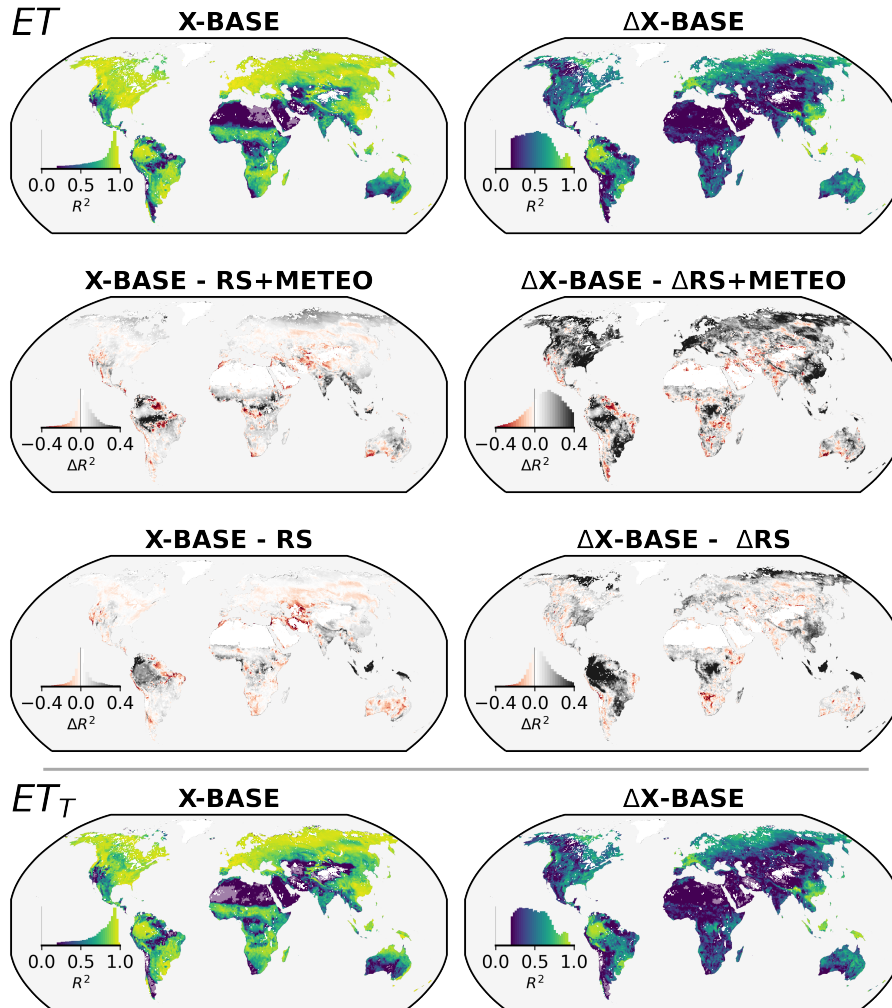 ET
X-BASE
ΔX-BASE
0.0 0.5 1.0
R²
0.0 0.5 1.0
R²
X-BASE - RS+METEO
ΔX-BASE - ΔRS+METEO
−0.4 0.0 0.4
ΔR²
−0.4 0.0 0.4
ΔR²
X-BASE - RS
ΔX-BASE - ΔRS
−0.4 0.0 0.4
ΔR²
−0.4 0.0 0.4
ΔR²
ET_T
X-BASE
ΔX-BASE
0.0 0.5 1.0
R²
0.0 0.5 1.0
R²